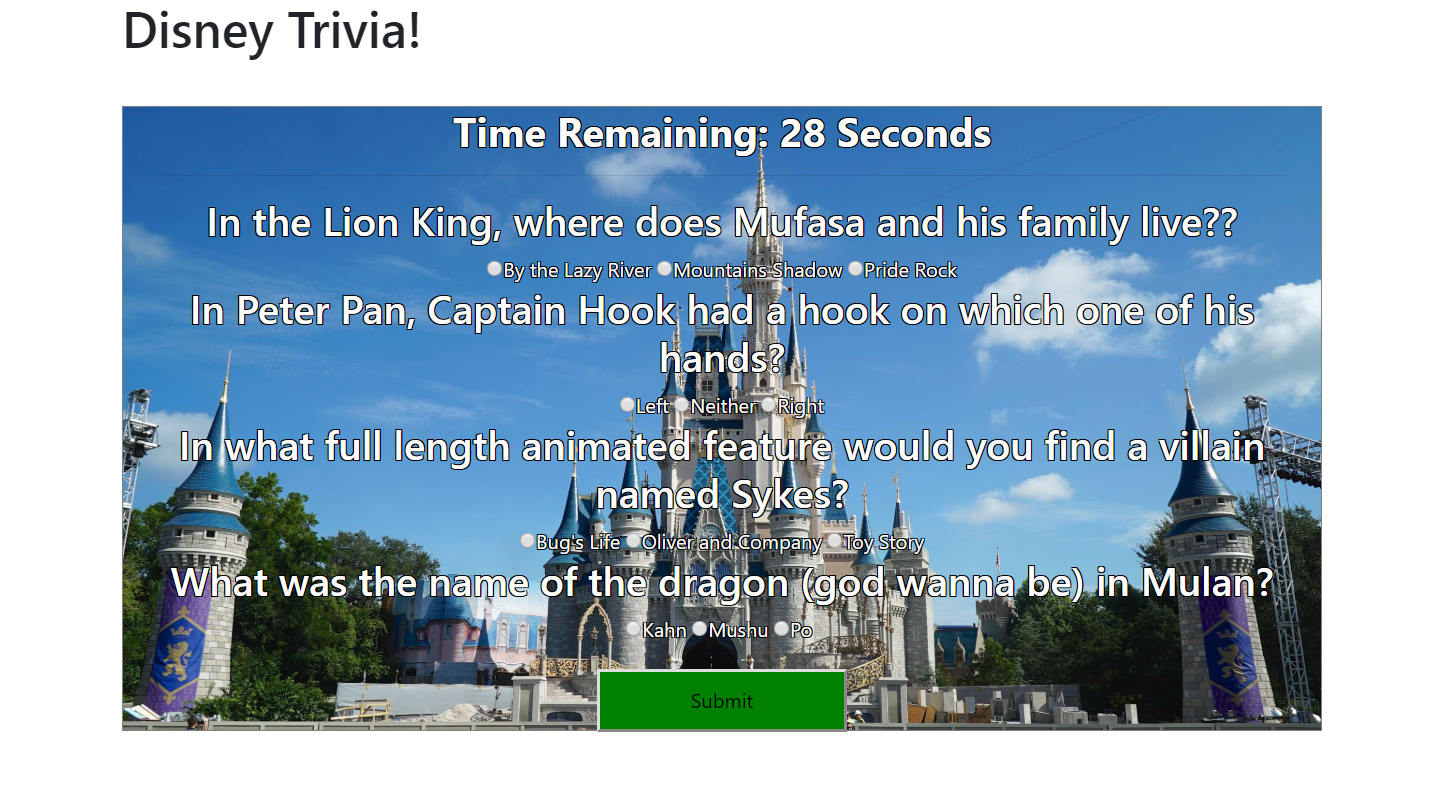 Disney Trivia!
Time Remaining: 28 Seconds
In the Lion King, where does Mufasa and his family live??
By the Lazy River Mountains Shadow Pride Rock
In Peter Pan, Captain Hook had a hook on which one of his
hands?
Left Neither Right
In what full length animated feature would you find a villain
named Sykes?
Bug's Life Oliver and Company Toy Story
What was the name of the dragon (god wanna be) in Mulan?
Kahn Mushu Po
Submit